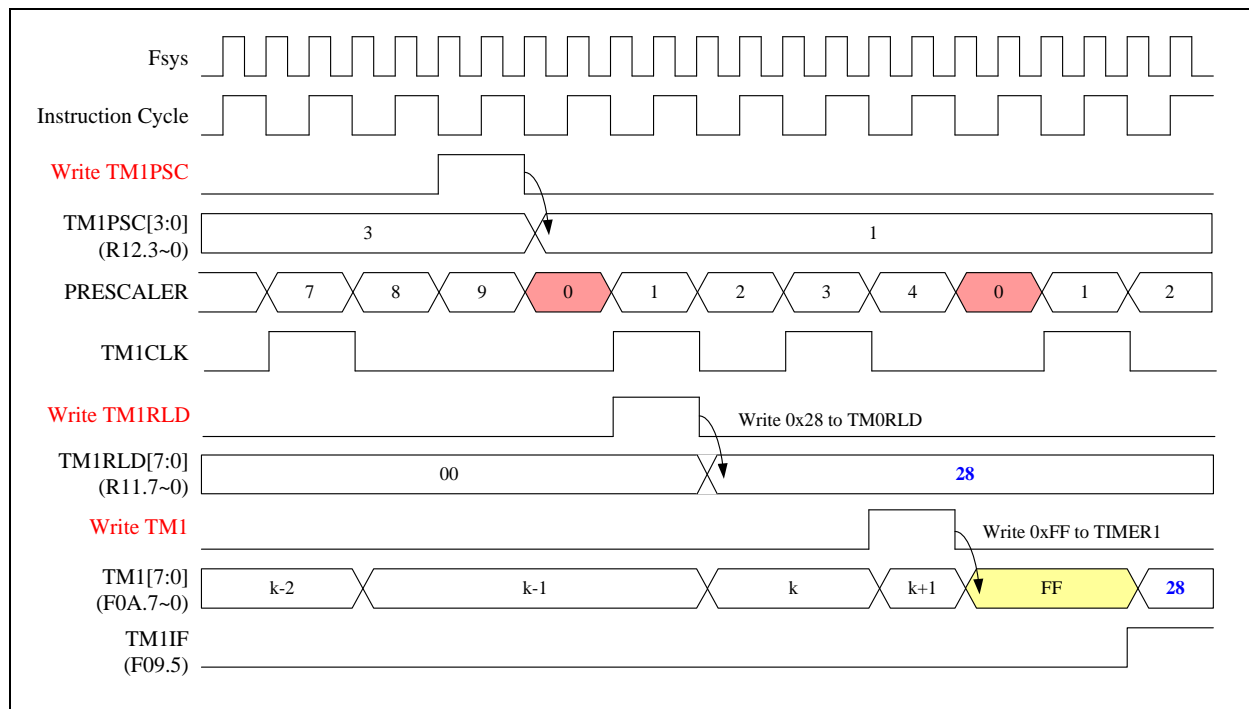 Fsys
Instruction Cycle
Write TM1PSC
TM1PSC[3:0]
(R12.3~0)
3 1
PRESCALER 7 8 9 0 1 2 3 4 0 1 2
TM1CLK
Write TM1RLD
Write 0x28 to TM0RLD
TM1RLD[7:0]
(R11.7~0)
00 28
Write TM1
Write 0xFF to TIMER1
TM1[7:0]
(F0A.7~0)
k-2 k-1 k k+1 FF 28
TM1IF
(F09.5)